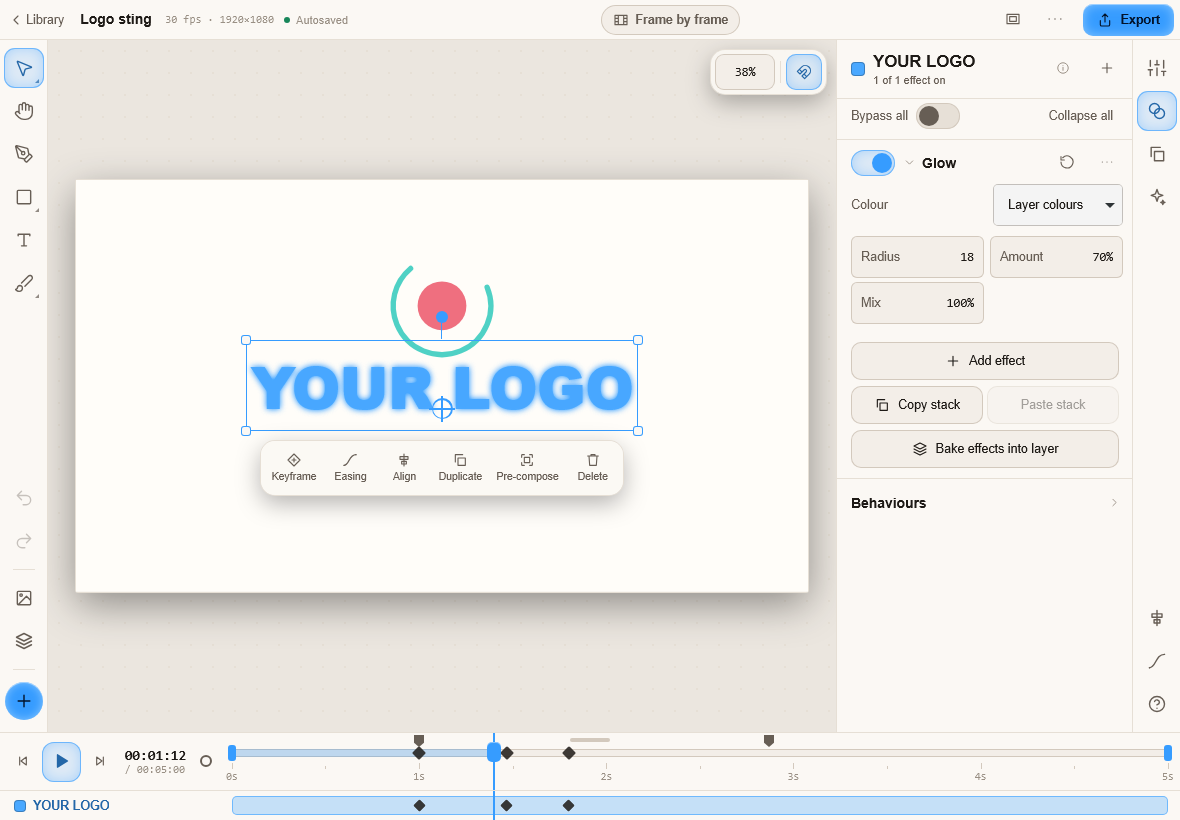 Library
Logo sting
30 fps · 1920×1080
Autosaved
Frame by frame
Export
38%
YOUR LOGO
1 of 1 effect on
Bypass all
Collapse all
Glow
Colour
Layer colours
Radius 18
Amount 70%
Mix 100%
Add effect
Copy stack
Paste stack
Bake effects into layer
Behaviours
YOUR LOGO
Keyframe
Easing
Align
Duplicate
Pre-compose
Delete
00:01:12
/ 00:05:00
0s
1s
2s
3s
4s
5s
YOUR LOGO